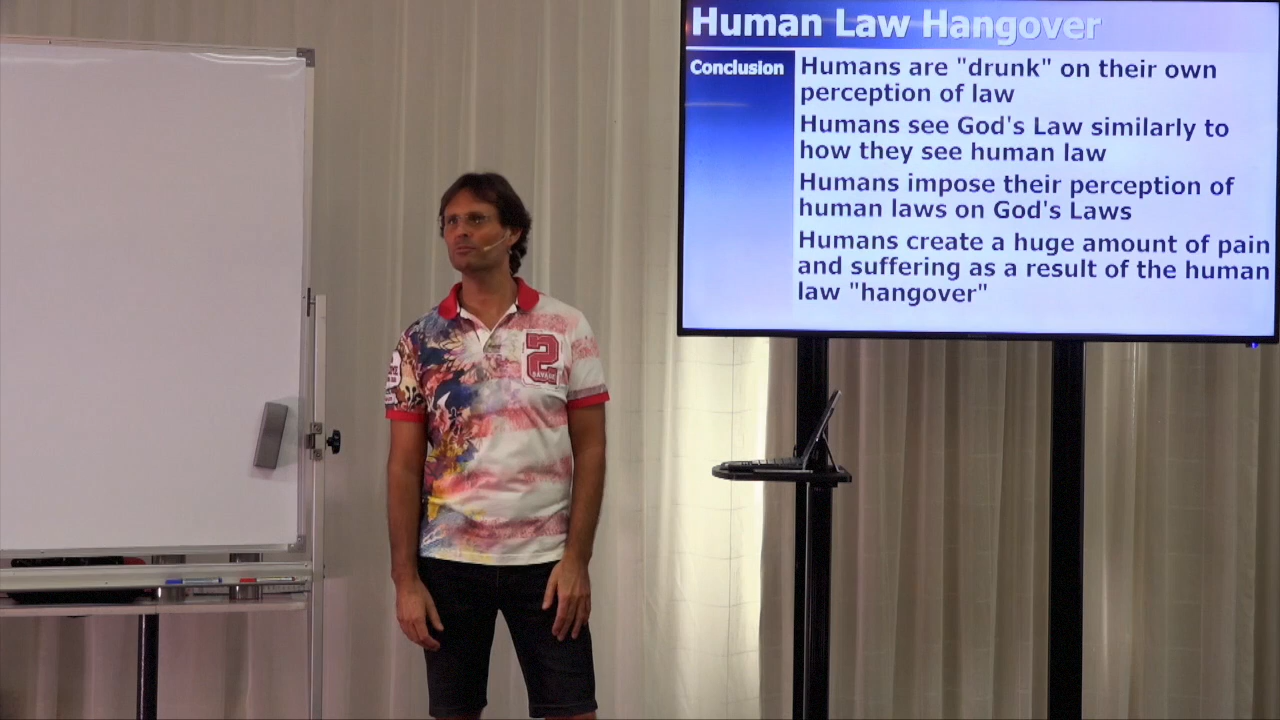 Human Law Hangover
Conclusion
Humans are "drunk" on their own
perception of law
Humans see God's Law similarly to
how they see human law
Humans impose their perception of
human laws on God's Laws
Humans create a huge amount of pain
and suffering as a result of the human
law "hangover"
2
SAVAGE